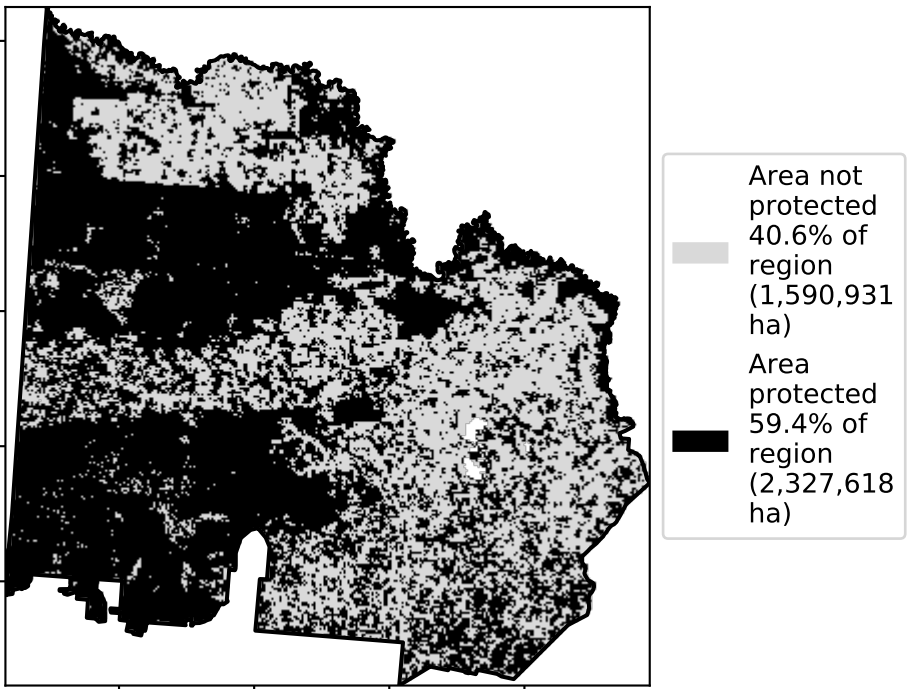 Area not
protected
40.6% of
region
(1,590,931
ha)
Area
protected
59.4% of
region
(2,327,618
ha)